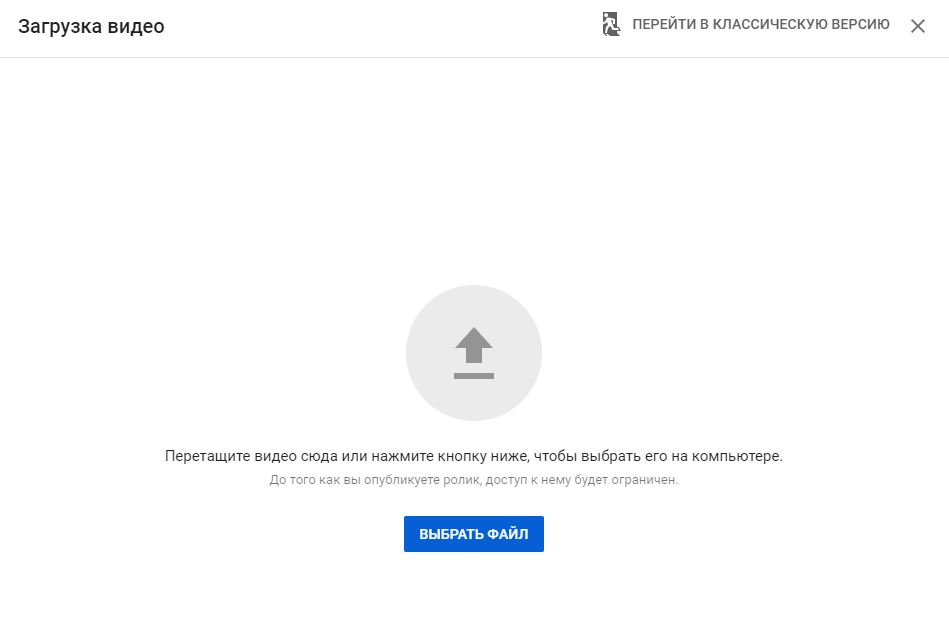 Загрузка видео
ПЕРЕЙТИ В КЛАССИЧЕСКУЮ ВЕРСИЮ
Перетащите видео сюда или нажмите кнопку ниже, чтобы выбрать его на компьютере.
До того как вы опубликуете ролик, доступ к нему будет ограничен.
ВЫБРАТЬ ФАЙЛ